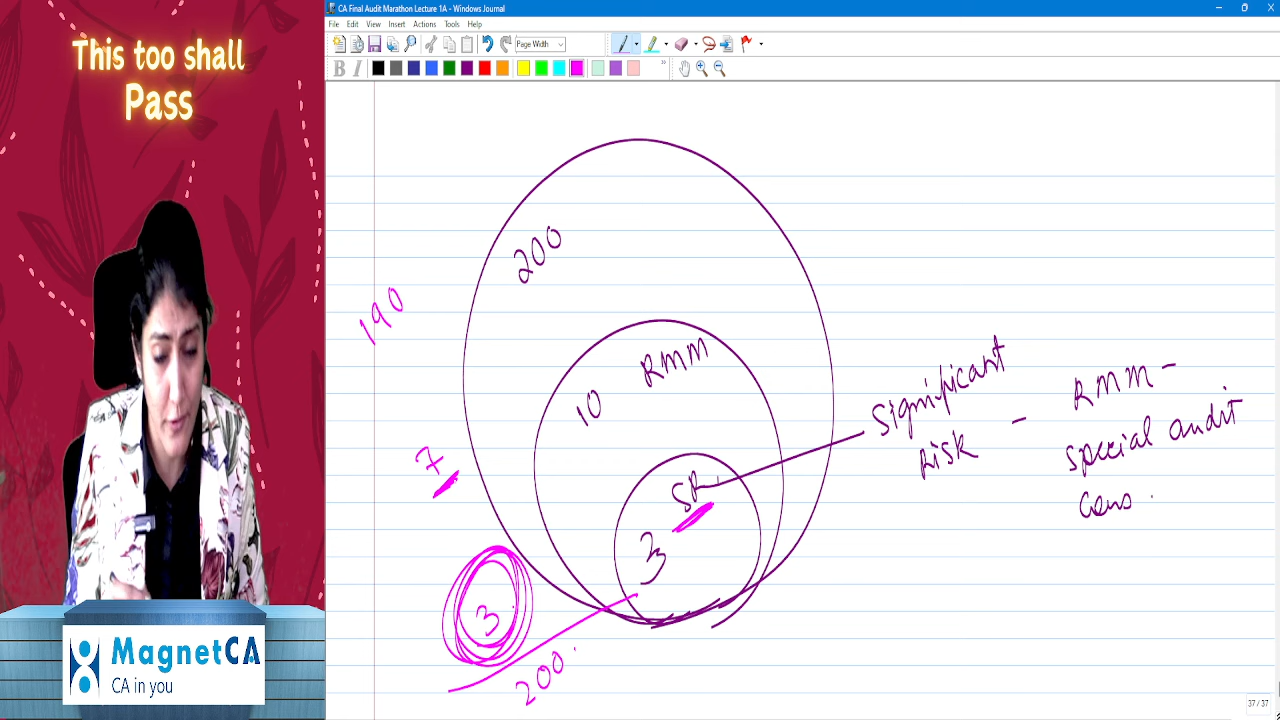 This too shall
Pass
MagnetCA
CA in you
CA Final Audit Marathon Lecture 1A - Windows Journal
File Edit View Insert Actions Tools Help
Page Width
B I
200
190
RMM
10
7
SR
3
3
200
Significant
risk -
RMM -
special audit
Cons
37 / 37